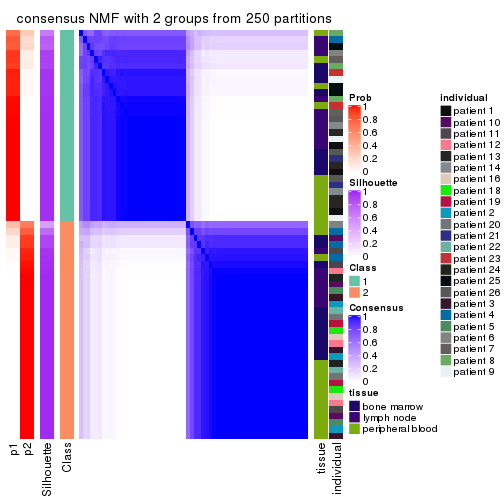 consensus NMF with 2 groups from 250 partitions
p1
p2
Silhouette
Class
tissue
individual
Prob
1
0.8
0.6
0.4
0.2
0
Silhouette
1
0.8
0.6
0.4
0.2
0
Class
1
2
Consensus
1
0.8
0.6
0.4
0.2
0
tissue
bone marrow
lymph node
peripheral blood
individual
patient 1
patient 10
patient 11
patient 12
patient 13
patient 14
patient 16
patient 18
patient 19
patient 2
patient 20
patient 21
patient 22
patient 23
patient 24
patient 25
patient 26
patient 3
patient 4
patient 5
patient 6
patient 7
patient 8
patient 9